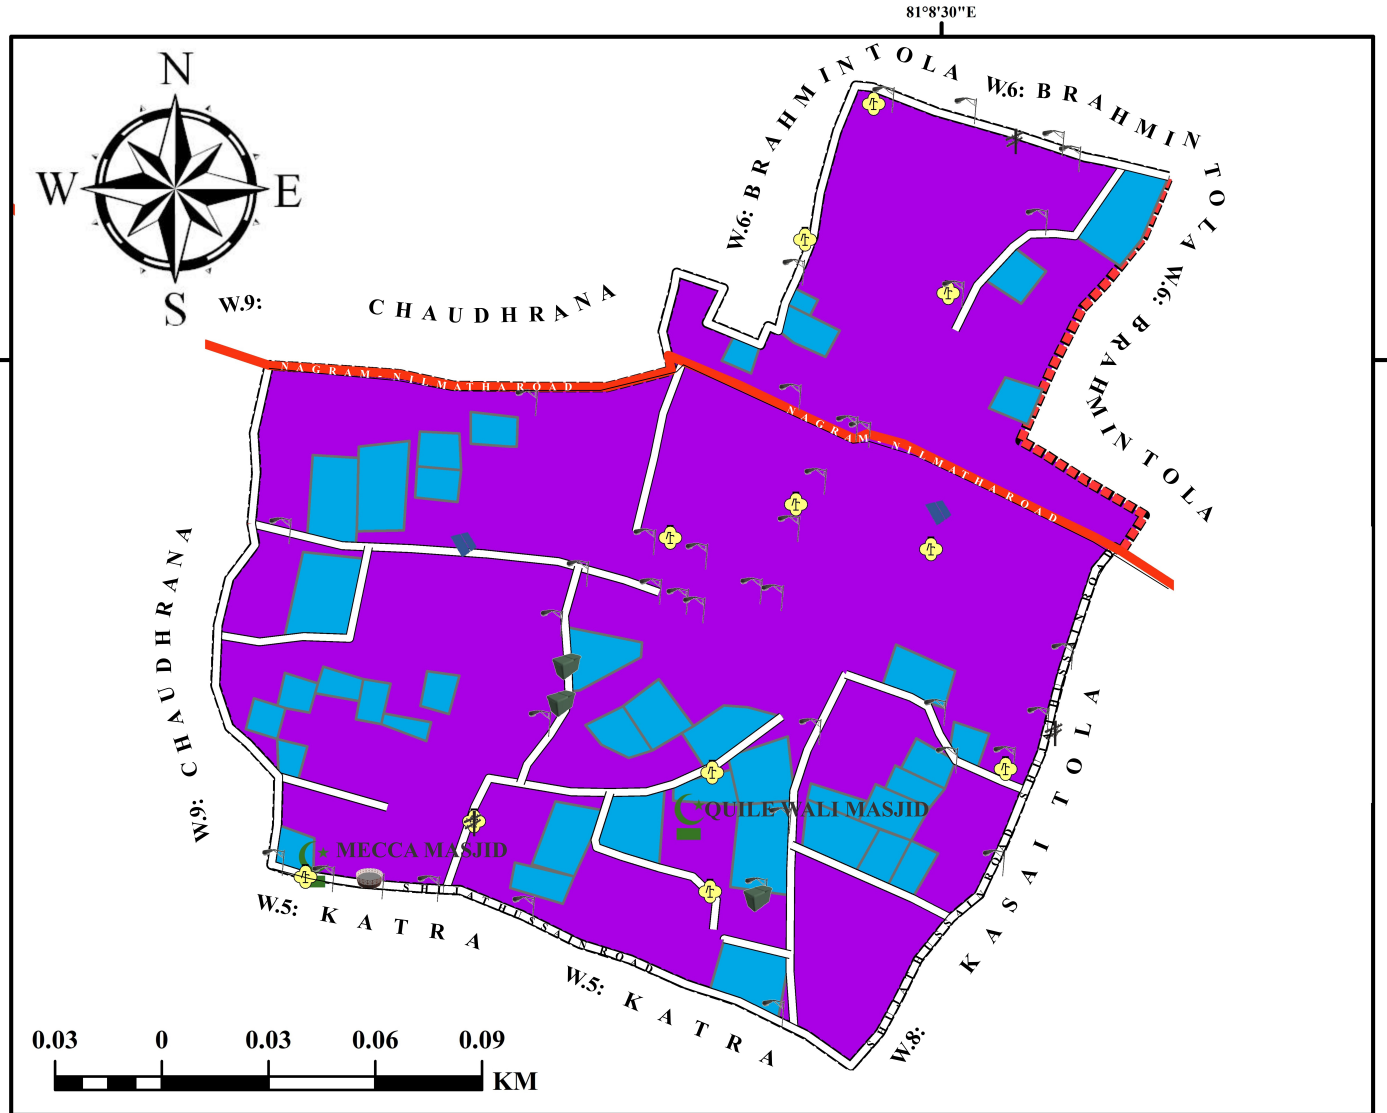 81°8'30"E
N
W E
S
W.6: BRAHMIN TOLA
W.6: BRAHMIN TOLA
W.6: BRAHMIN TOLA
W.9: CHAUDHRANA
NAGRAM - NILMATHA ROAD
NAGRAM - NILMATHA ROAD
W.9: CHAUDHRANA
QUILE WALI MASJID
MECCA MASJID
W.5: KATRA
W.5: KATRA
W.8: KASAI TOLA
0.03 0 0.03 0.06 0.09
KM